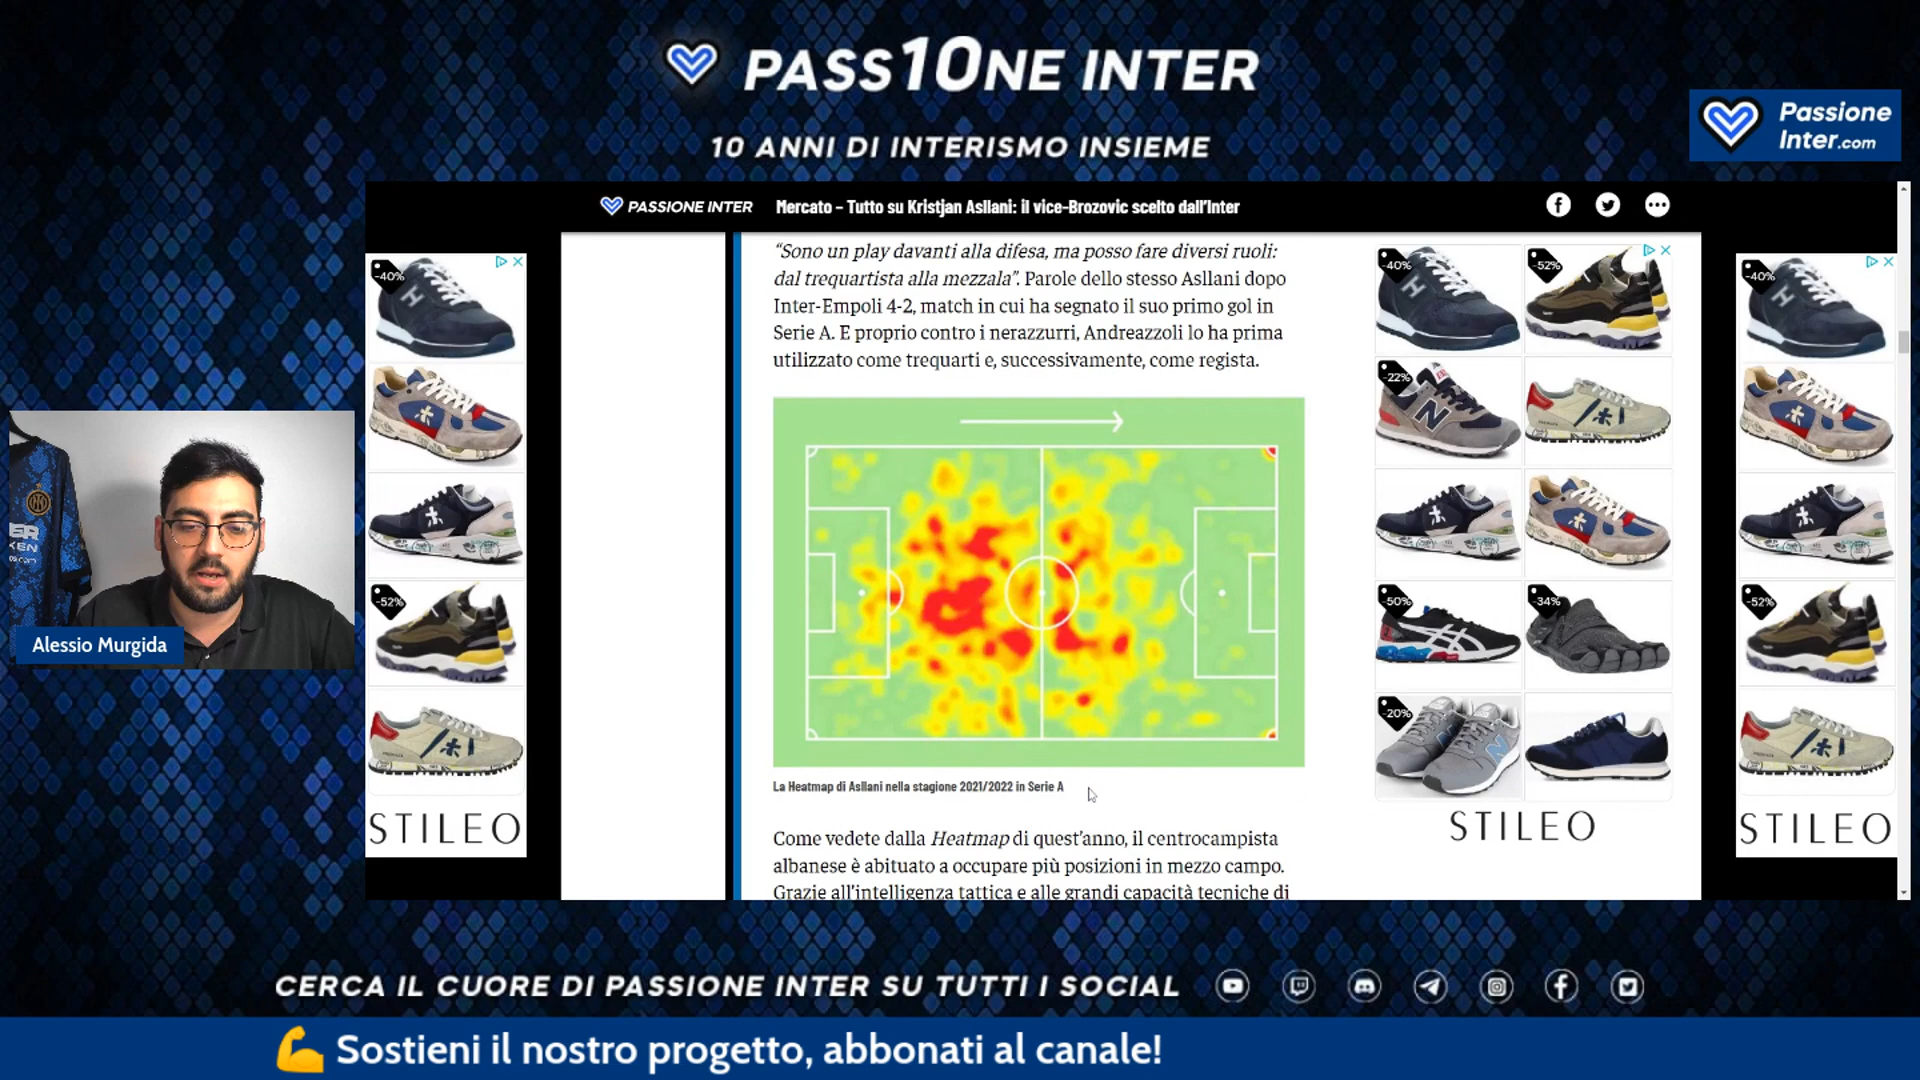 PASS10NE INTER
10 ANNI DI INTERISMO INSIEME
Passione
Inter.com
PASSIONE INTER
Mercato – Tutto su Kristjan Asllani: il vice-Brozovic scelto dall'Inter
“Sono un play davanti alla difesa, ma posso fare diversi ruoli:
dal trequartista alla mezzala”. Parole dello stesso Asllani dopo
Inter-Empoli 4-2, match in cui ha segnato il suo primo gol in
Serie A. E proprio contro i nerazzurri, Andreazzoli lo ha prima
utilizzato come trequarti e, successivamente, come regista.
La Heatmap di Asllani nella stagione 2021/2022 in Serie A
Come vedete dalla Heatmap di quest'anno, il centrocampista
albanese è abituato a occupare più posizioni in mezzo campo.
Grazie all'intelligenza tattica e alle grandi capacità tecniche di
-40%
-52%
STILEO
-40%
-52%
-22%
-50%
-34%
-20%
STILEO
-40%
-52%
STILEO
Alessio Murgida
CERCA IL CUORE DI PASSIONE INTER SU TUTTI I SOCIAL
💪 Sostieni il nostro progetto, abbonati al canale!